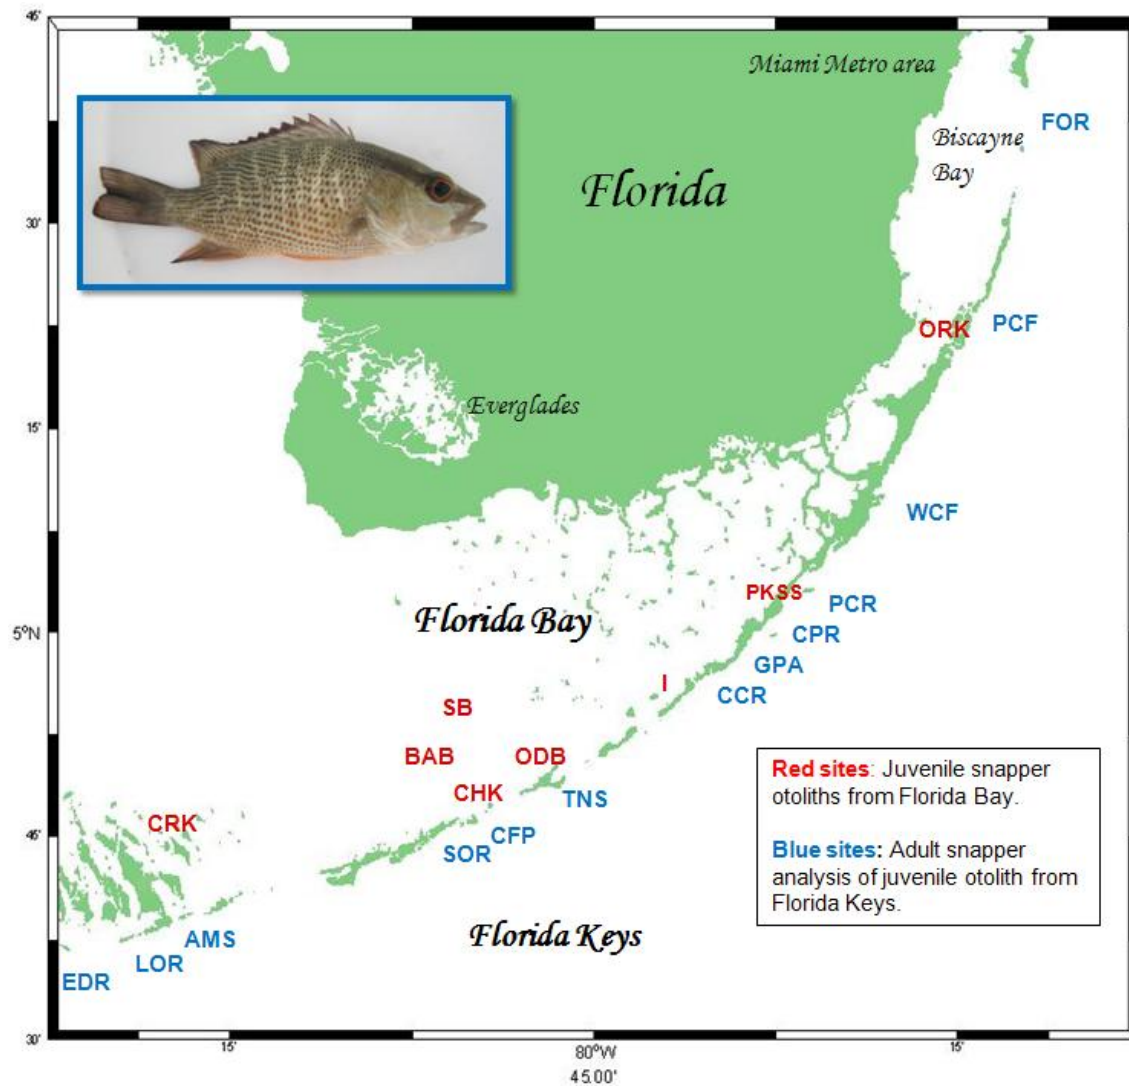 45'
Miami Metro area
FOR
Biscayne
Bay
Florida
30'
ORK
PCF
Everglades
15'
WCF
PKSS
PCR
Florida Bay
5°N
CPR
GPA
I
CCR
SB
BAB
ODB
Red sites: Juvenile snapper
otoliths from Florida Bay.
CHK
TNS
CRK
CFP
45'
SOR
Blue sites: Adult snapper
analysis of juvenile otolith from
Florida Keys.
AMS
Florida Keys
LOR
EDR
30'
15'
80°W
15'
45.00'